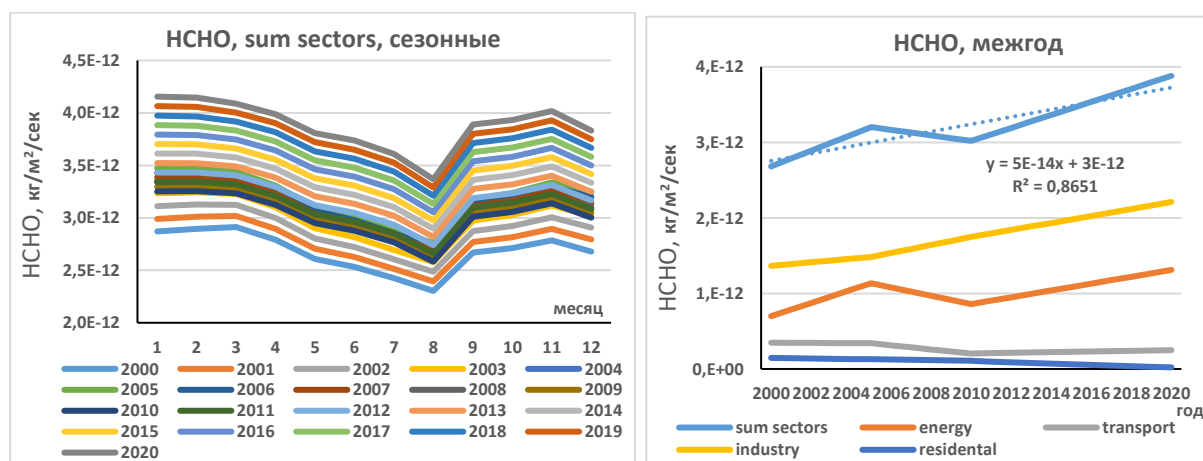 HCHO, sum sectors, сезонные
4,5E-12
4,0E-12
3,5E-12
3,0E-12
2,5E-12
2,0E-12
HCHO, кг/м²/сек
месяц
1 2 3 4 5 6 7 8 9 10 11 12
2000 2001 2002 2003 2004
2005 2006 2007 2008 2009
2010 2011 2012 2013 2014
2015 2016 2017 2018 2019
2020
HCHO, межгод
4,E-12
3,E-12
2,E-12
1,E-12
0,E+00
HCHO, кг/м²/сек
y = 5E-14x + 3E-12
R² = 0,8651
2000 2002 2004 2006 2008 2010 2012 2014 2016 2018 2020
год
sum sectors energy transport
industry residental